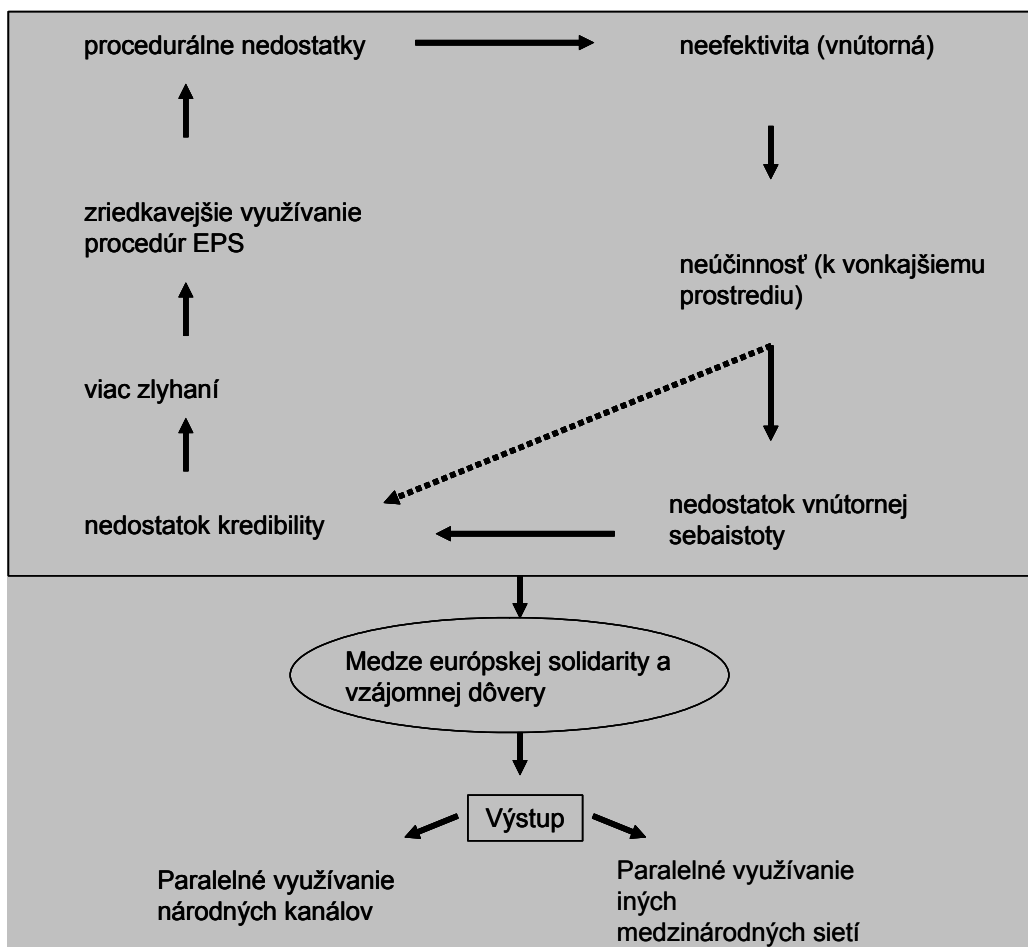 procedurálne nedostatky
neefektivita (vnútorná)
zriedkavejšie využívanie
procedúr EPS
neúčinnosť (k vonkajšiemu
prostrediu)
viac zlyhaní
nedostatok vnútornej
sebaistoty
nedostatok kredibility
Medze európskej solidarity a
vzájomnej dôvery
Výstup
Paralelné využívanie
národných kanálov
Paralelné využívanie
iných
medzinárodných sietí